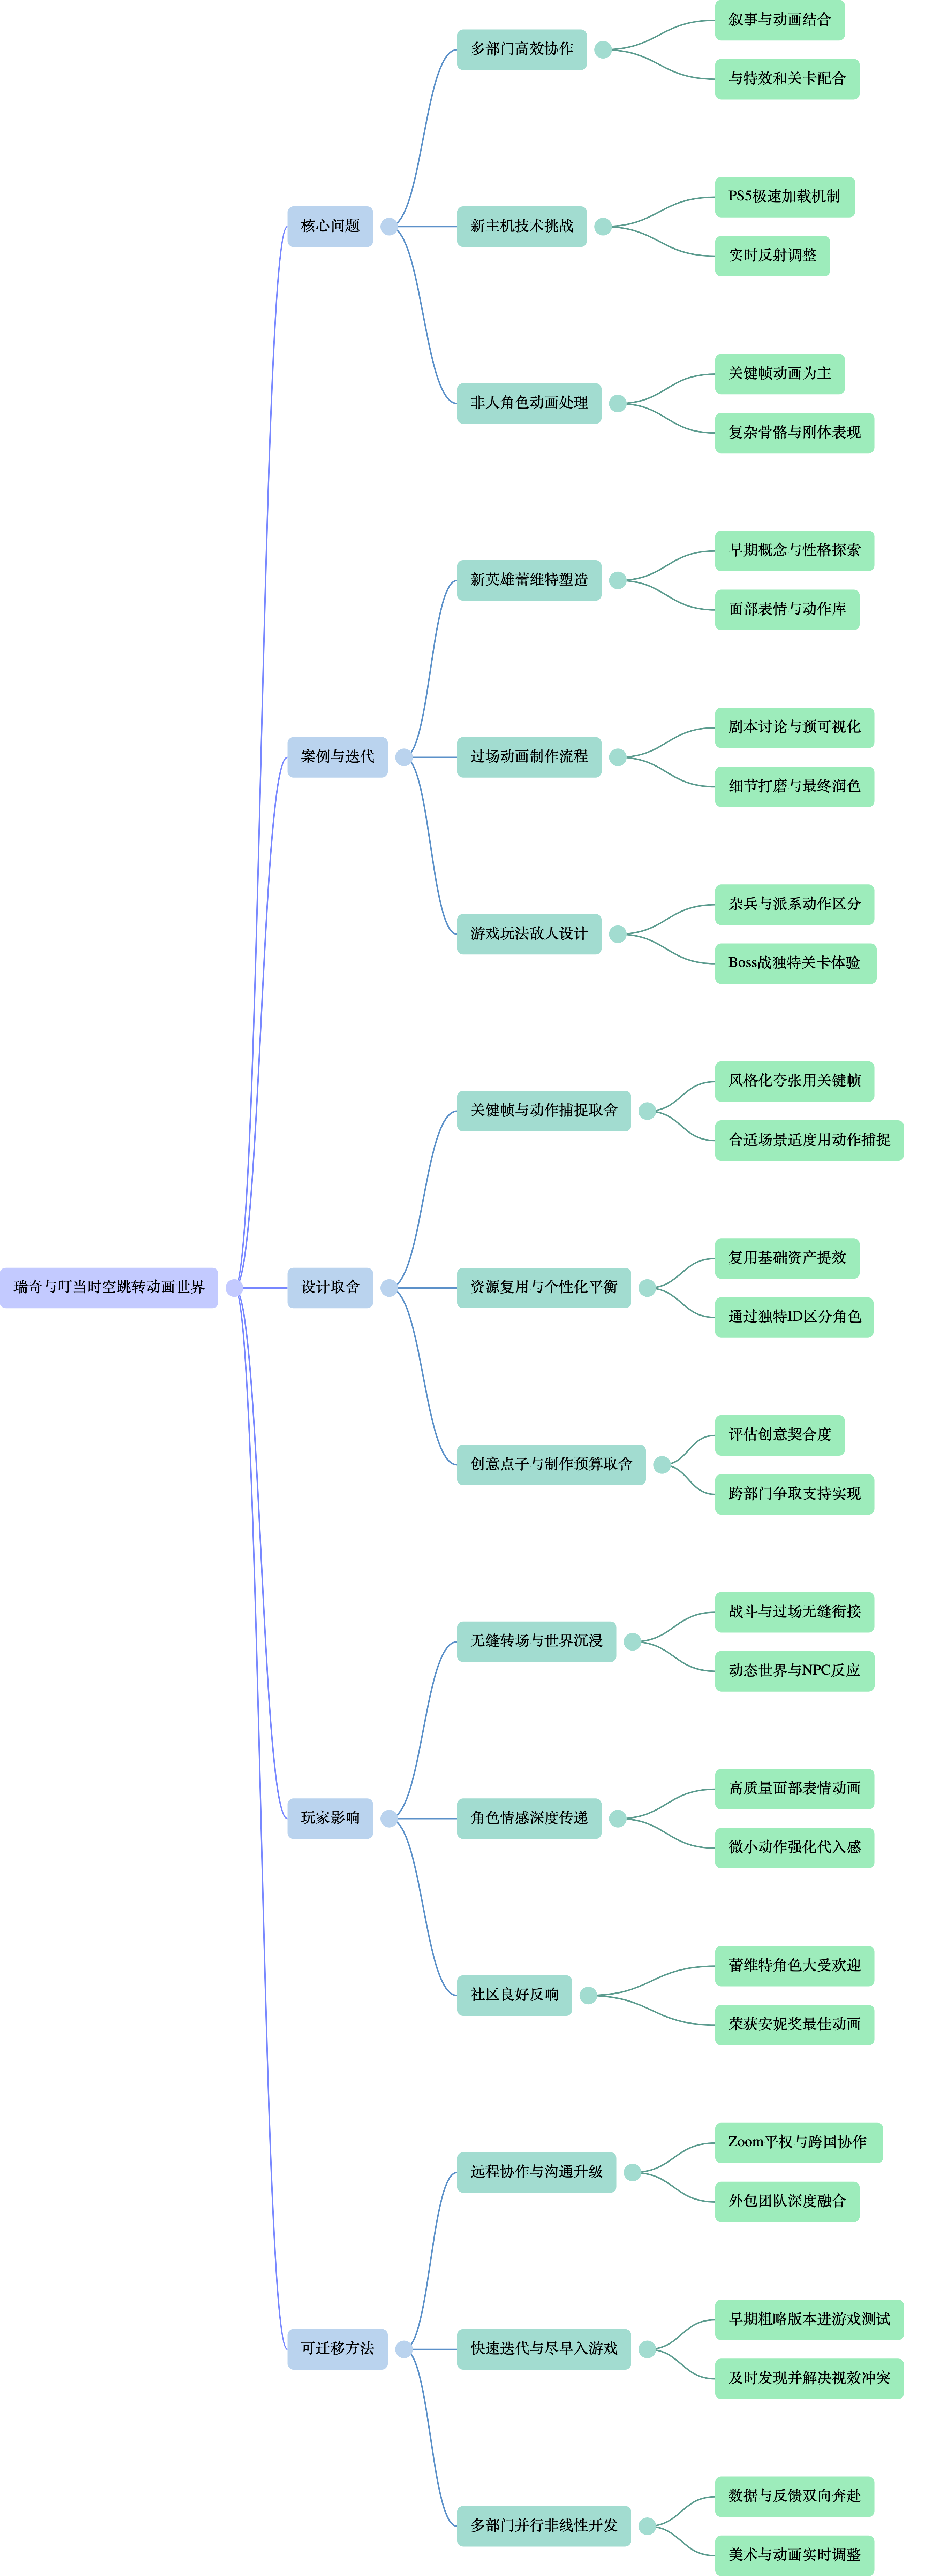 瑞奇与叮当时空跳转动画世界
核心问题
多部门高效协作
叙事与动画结合
与特效和关卡配合
新主机技术挑战
PS5极速加载机制
实时反射调整
非人角色动画处理
关键帧动画为主
复杂骨骼与刚体表现
案例与迭代
新英雄蕾维特塑造
早期概念与性格探索
面部表情与动作库
过场动画制作流程
剧本讨论与预可视化
细节打磨与最终润色
游戏玩法敌人设计
杂兵与派系动作区分
Boss战独特关卡体验
设计取舍
关键帧与动作捕捉取舍
风格化夸张用关键帧
合适场景适度用动作捕捉
资源复用与个性化平衡
复用基础资产提效
通过独特ID区分角色
创意点子与制作预算取舍
评估创意契合度
跨部门争取支持实现
玩家影响
无缝转场与世界沉浸
战斗与过场无缝衔接
动态世界与NPC反应
角色情感深度传递
高质量面部表情动画
微小动作强化代入感
社区良好反响
蕾维特角色大受欢迎
荣获安妮奖最佳动画
可迁移方法
远程协作与沟通升级
Zoom平权与跨国协作
外包团队深度融合
快速迭代与尽早入游戏
早期粗略版本进游戏测试
及时发现并解决视效冲突
多部门并行非线性开发
数据与反馈双向奔赴
美术与动画实时调整